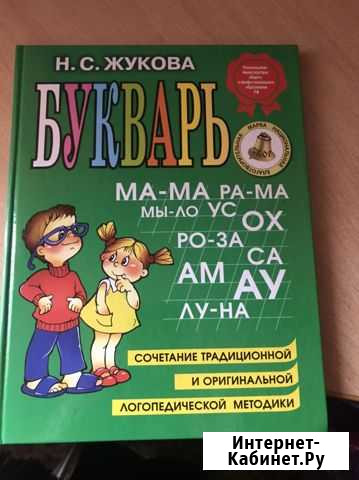 Н. С. ЖУКОВА
БУКВАРЬ
МА-МА РА-МА
МЫ-ЛО УС ОХ
РО-ЗА
АМ СА
АУ
ЛУ-НА
СОЧЕТАНИЕ ТРАДИЦИОННОЙ
И ОРИГИНАЛЬНОЙ
ЛОГОПЕДИЧЕСКОЙ МЕТОДИКИ
Интернет-
Кабинет.Ру